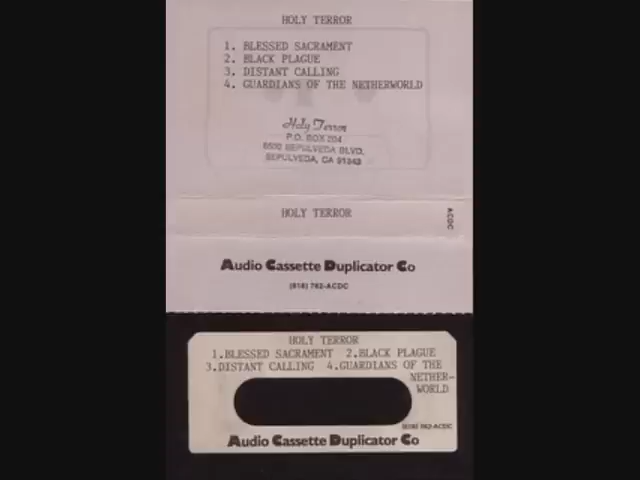 HOLY TERROR
1. BLESSED SACRAMENT
2. BLACK PLAGUE
3. DISTANT CALLING
4. GUARDIANS OF THE NETHERWORLD
Holy Terror
P.O. BOX 204
SEPULVEDA BLVD.
SEPULVEDA, CA 91343
HOLY TERROR
ACDC
Audio Cassette Duplicator Co
(818) 762-ACDC
HOLY TERROR
1.BLESSED SACRAMENT 2.BLACK PLAGUE
3.DISTANT CALLING 4.GUARDIANS OF THE
NETHER-
WORLD
(818) 762-ACDC
Audio Cassette Duplicator Co